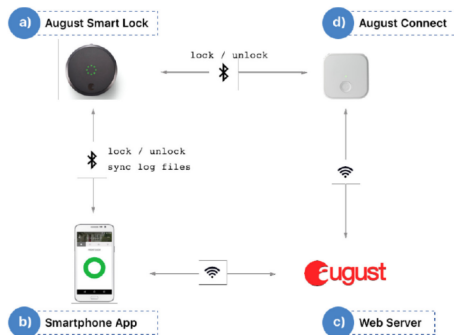 a) August Smart Lock
d) August Connect
lock / unlock
lock / unlock
sync log files
august
b) Smartphone App
c) Web Server